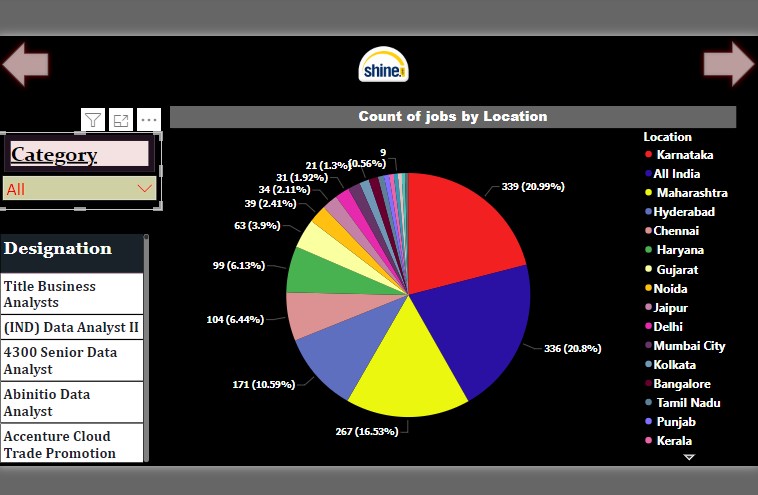 shine.
Count of jobs by Location
Category
All
Designation
Title Business
Analysts
(IND) Data Analyst II
4300 Senior Data
Analyst
Abinitio Data
Analyst
Accenture Cloud
Trade Promotion
339 (20.99%)
336 (20.8%)
267 (16.53%)
171 (10.59%)
104 (6.44%)
99 (6.13%)
63 (3.9%)
39 (2.41%)
34 (2.11%)
31 (1.92%)
21 (1.3%)
9
(0.56%)
Location
Karnataka
All India
Maharashtra
Hyderabad
Chennai
Haryana
Gujarat
Noida
Jaipur
Delhi
Mumbai City
Kolkata
Bangalore
Tamil Nadu
Punjab
Kerala